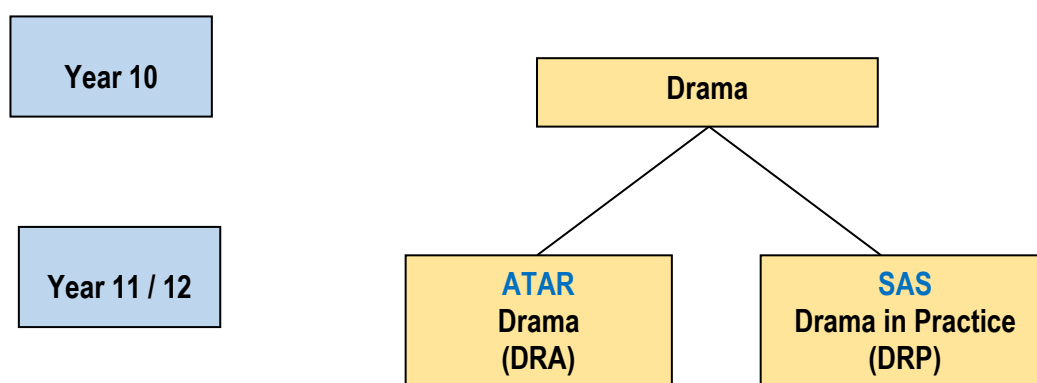 Year 10
Drama
Year 11 / 12
ATAR
Drama
(DRA)
SAS
Drama in Practice
(DRP)